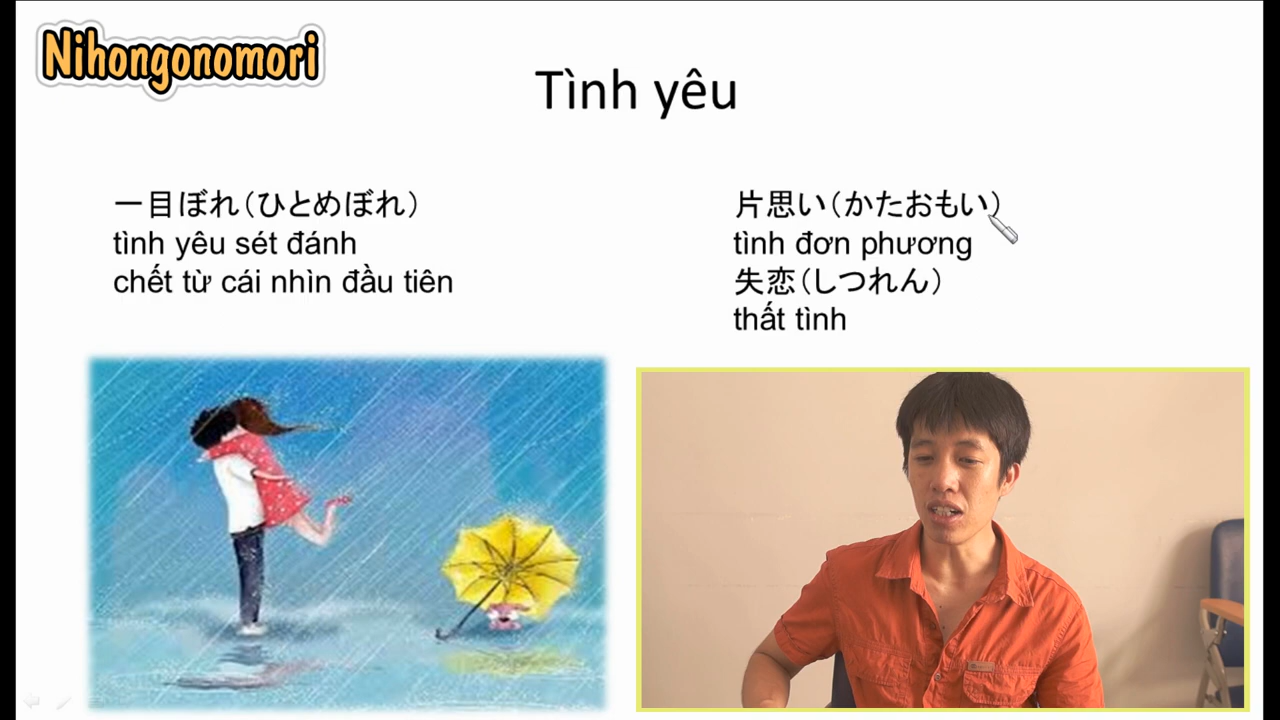 Nihongonomori
Tình yêu
一目ぼれ（ひとめぼれ）
tình yêu sét đánh
chết từ cái nhìn đầu tiên
片思い（かたおもい）
tình đơn phương
失恋（しつれん）
thất tình